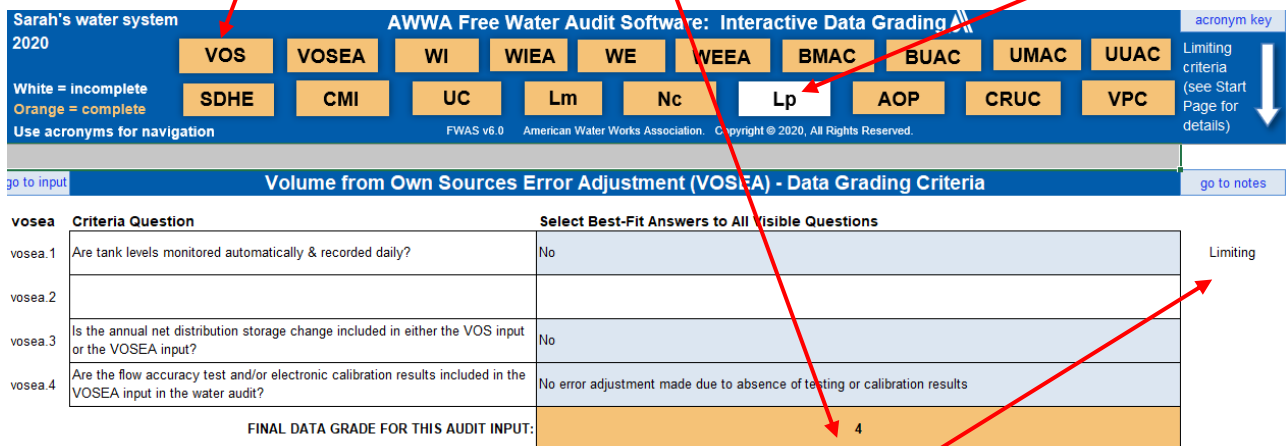 Sarah's water system
2020
AWWA Free Water Audit Software: Interactive Data Grading
acronym key
VOS VOSEA WI WIEA WE WEEA BMAC BUAC UMAC UUAC
Limiting
criteria
(see Start
Page for
details)
White = incomplete
Orange = complete
SDHE CMI UC Lm Nc Lp AOP CRUC VPC
Use acronyms for navigation
FWAS v6.0 American Water Works Association. Copyright © 2020, All Rights Reserved.
go to input
Volume from Own Sources Error Adjustment (VOSEA) - Data Grading Criteria
go to notes
vosea Criteria Question Select Best-Fit Answers to All Visible Questions
vosea.1 Are tank levels monitored automatically & recorded daily? No Limiting
vosea.2
vosea.3 Is the annual net distribution storage change included in either the VOS input
or the VOSEA input? No
vosea.4 Are the flow accuracy test and/or electronic calibration results included in the
VOSEA input in the water audit? No error adjustment made due to absence of testing or calibration results
FINAL DATA GRADE FOR THIS AUDIT INPUT: 4